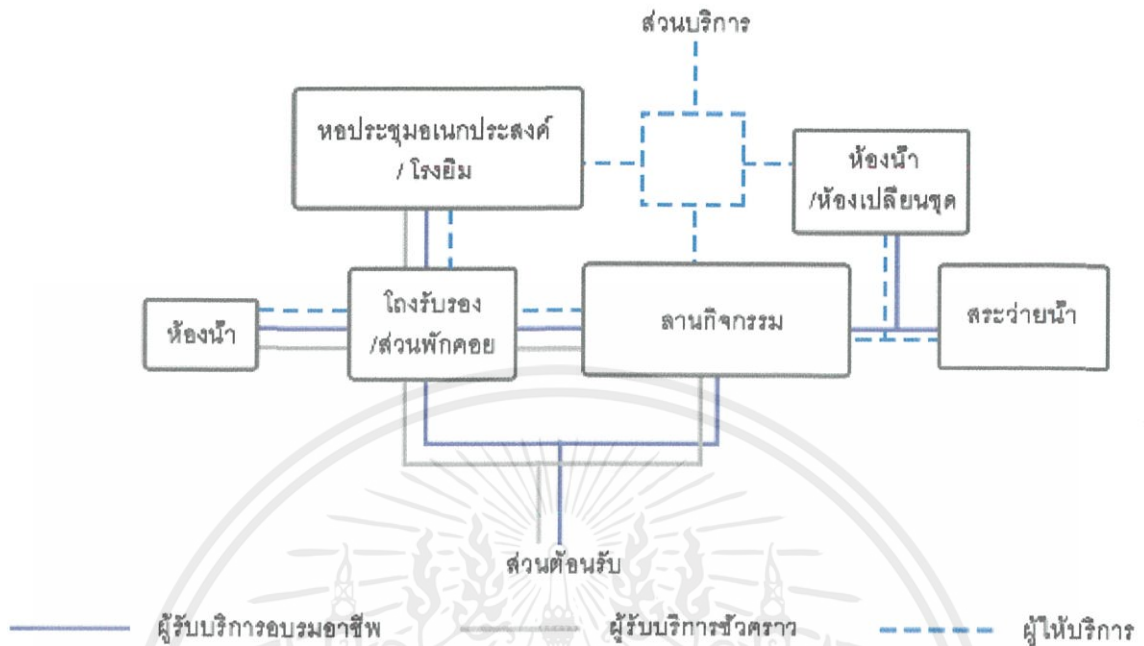 ส่วนบริการ
หอประชุมอเนกประสงค์
/ โรงยิม
ห้องน้ำ
/ห้องเปลี่ยนชุด
ห้องน้ำ
โถงรับรอง
/ส่วนพักคอย
ลานกิจกรรม
สระว่ายน้ำ
ส่วนต้อนรับ
ผู้รับบริการอบรมอาชีพ
ผู้รับบริการชั่วคราว
ผู้ให้บริการ